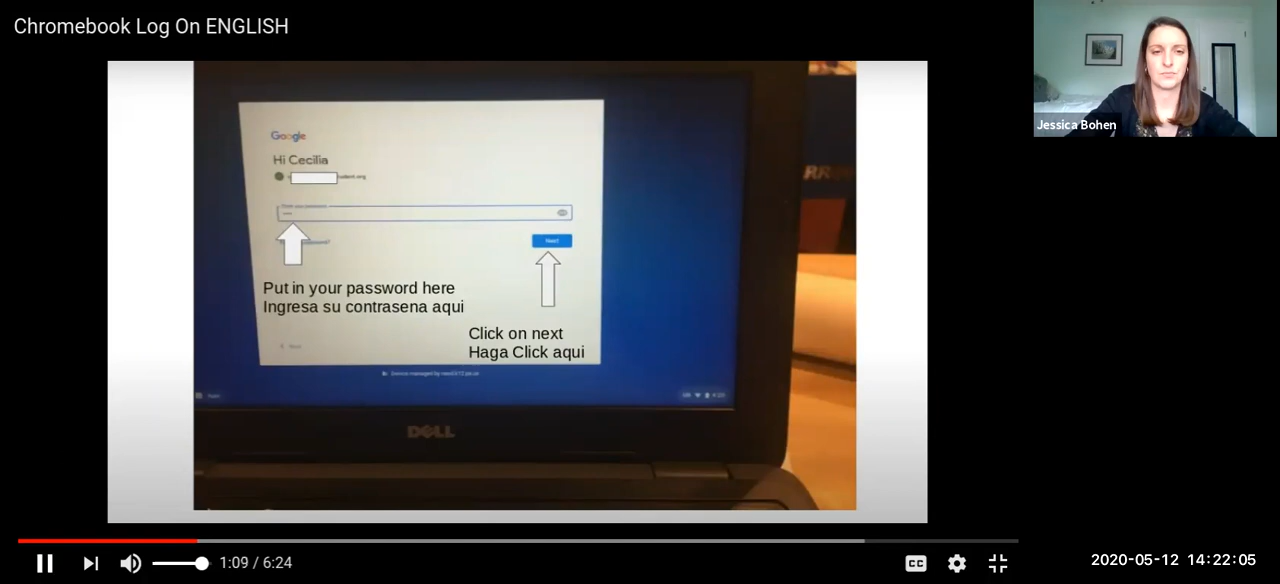 Chromebook Log On ENGLISH
Jessica Bohen
Google
Hi Cecilia
Next
Put in your password here
Ingresa su contrasena aqui
Click on next
Haga Click aqui
DELL
1:09 / 6:24
CC
2020-05-12 14:22:05